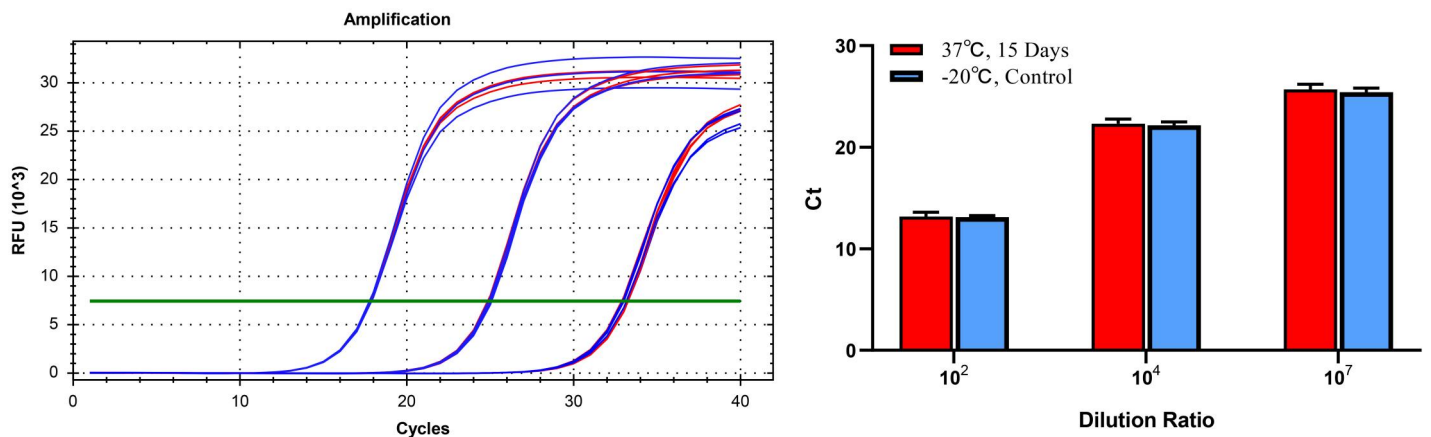 Amplification
RFU (10^3)
30
25
20
15
10
5
0
0 10 20 30 40
Cycles
37℃, 15 Days
-20℃, Control
Ct
30
20
10
0
10² 10⁴ 10⁷
Dilution Ratio